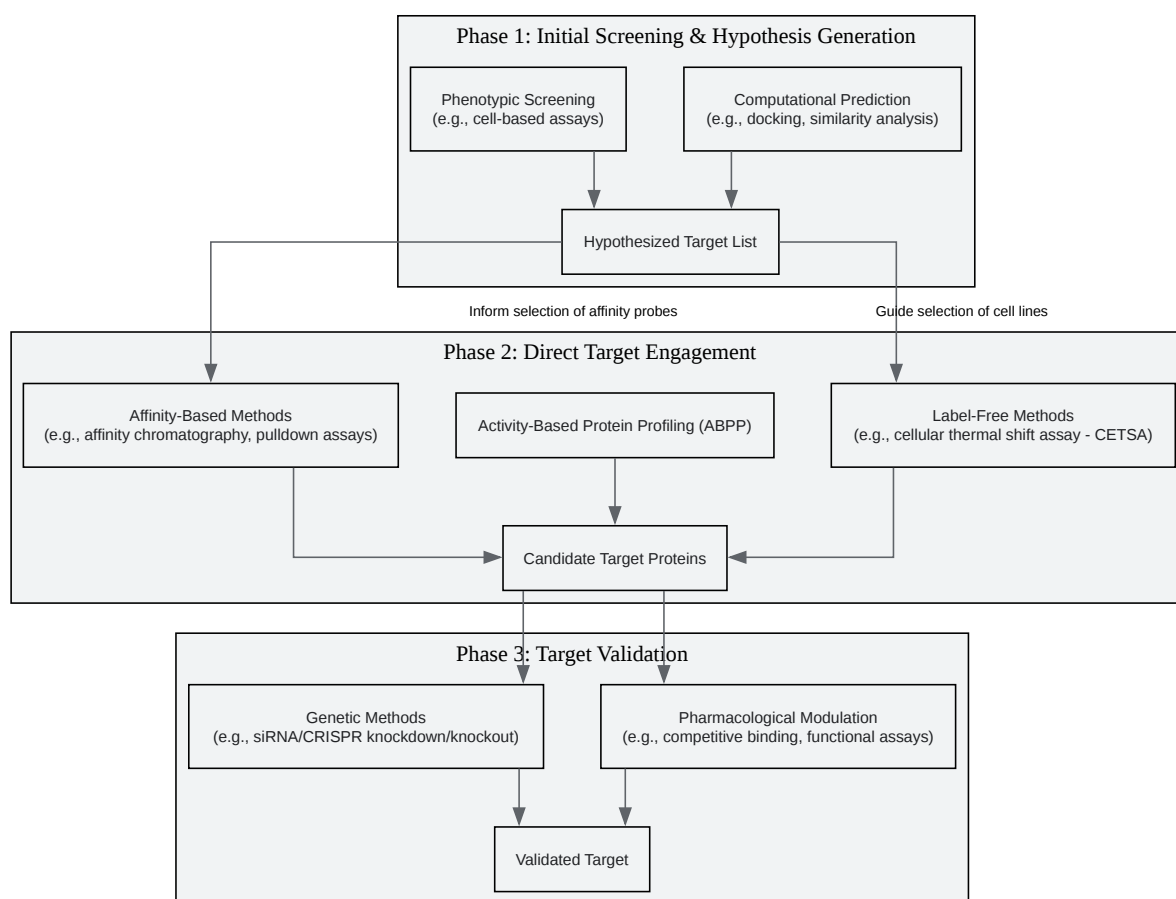 Phase 1: Initial Screening & Hypothesis Generation
Phenotypic Screening
(e.g., cell-based assays)
Computational Prediction
(e.g., docking, similarity analysis)
Hypothesized Target List
Inform selection of affinity probes
Guide selection of cell lines
Phase 2: Direct Target Engagement
Affinity-Based Methods
(e.g., affinity chromatography, pulldown assays)
Activity-Based Protein Profiling (ABPP)
Label-Free Methods
(e.g., cellular thermal shift assay - CETSA)
Candidate Target Proteins
Phase 3: Target Validation
Genetic Methods
(e.g., siRNA/CRISPR knockdown/knockout)
Pharmacological Modulation
(e.g., competitive binding, functional assays)
Validated Target